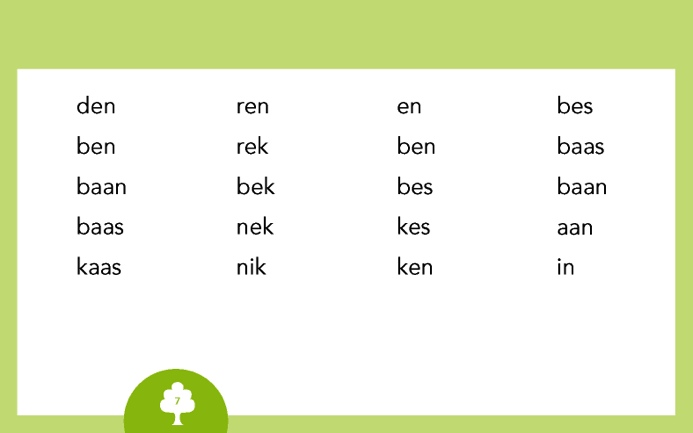 den ren en bes
ben rek ben baas
baan bek bes baan
baas nek kes aan
kaas nik ken in
7